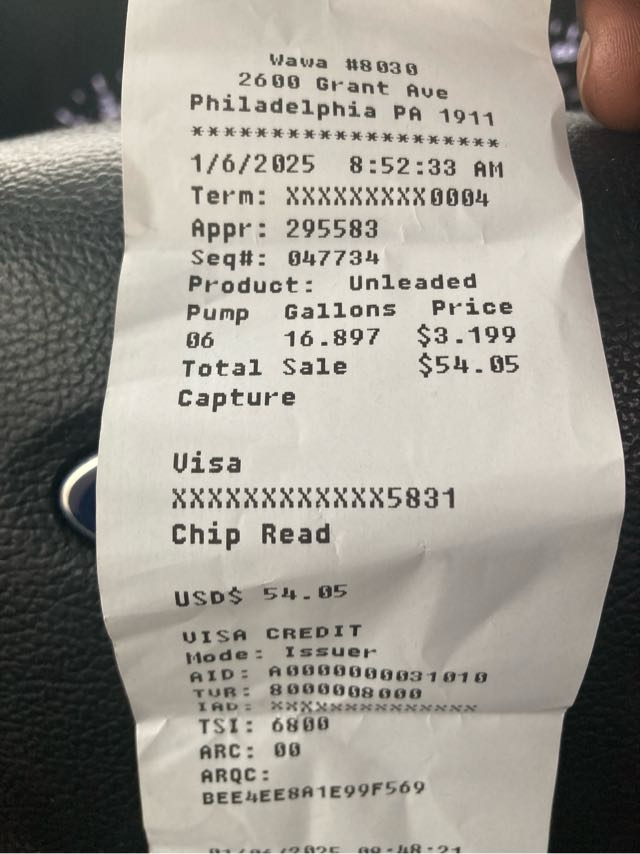 Wawa #8030
2600 Grant Ave
Philadelphia PA 1911
*******************
1/6/2025 8:52:33 AM
Term: XXXXXXXXX0004
Appr: 295583
Seq#: 047734
Product: Unleaded
Pump Gallons Price
06 16.897 $3.199
Total Sale $54.05
Capture
Visa
XXXXXXXXXXXX5831
Chip Read
USD$ 54.05
VISA CREDIT
Mode: Issuer
AID: A0000000031010
TVR: 8000008000
IAD: XXXXXXXXXXXXXX
TSI: 6800
ARC: 00
ARQC:
BEE4EE8A1E99F569